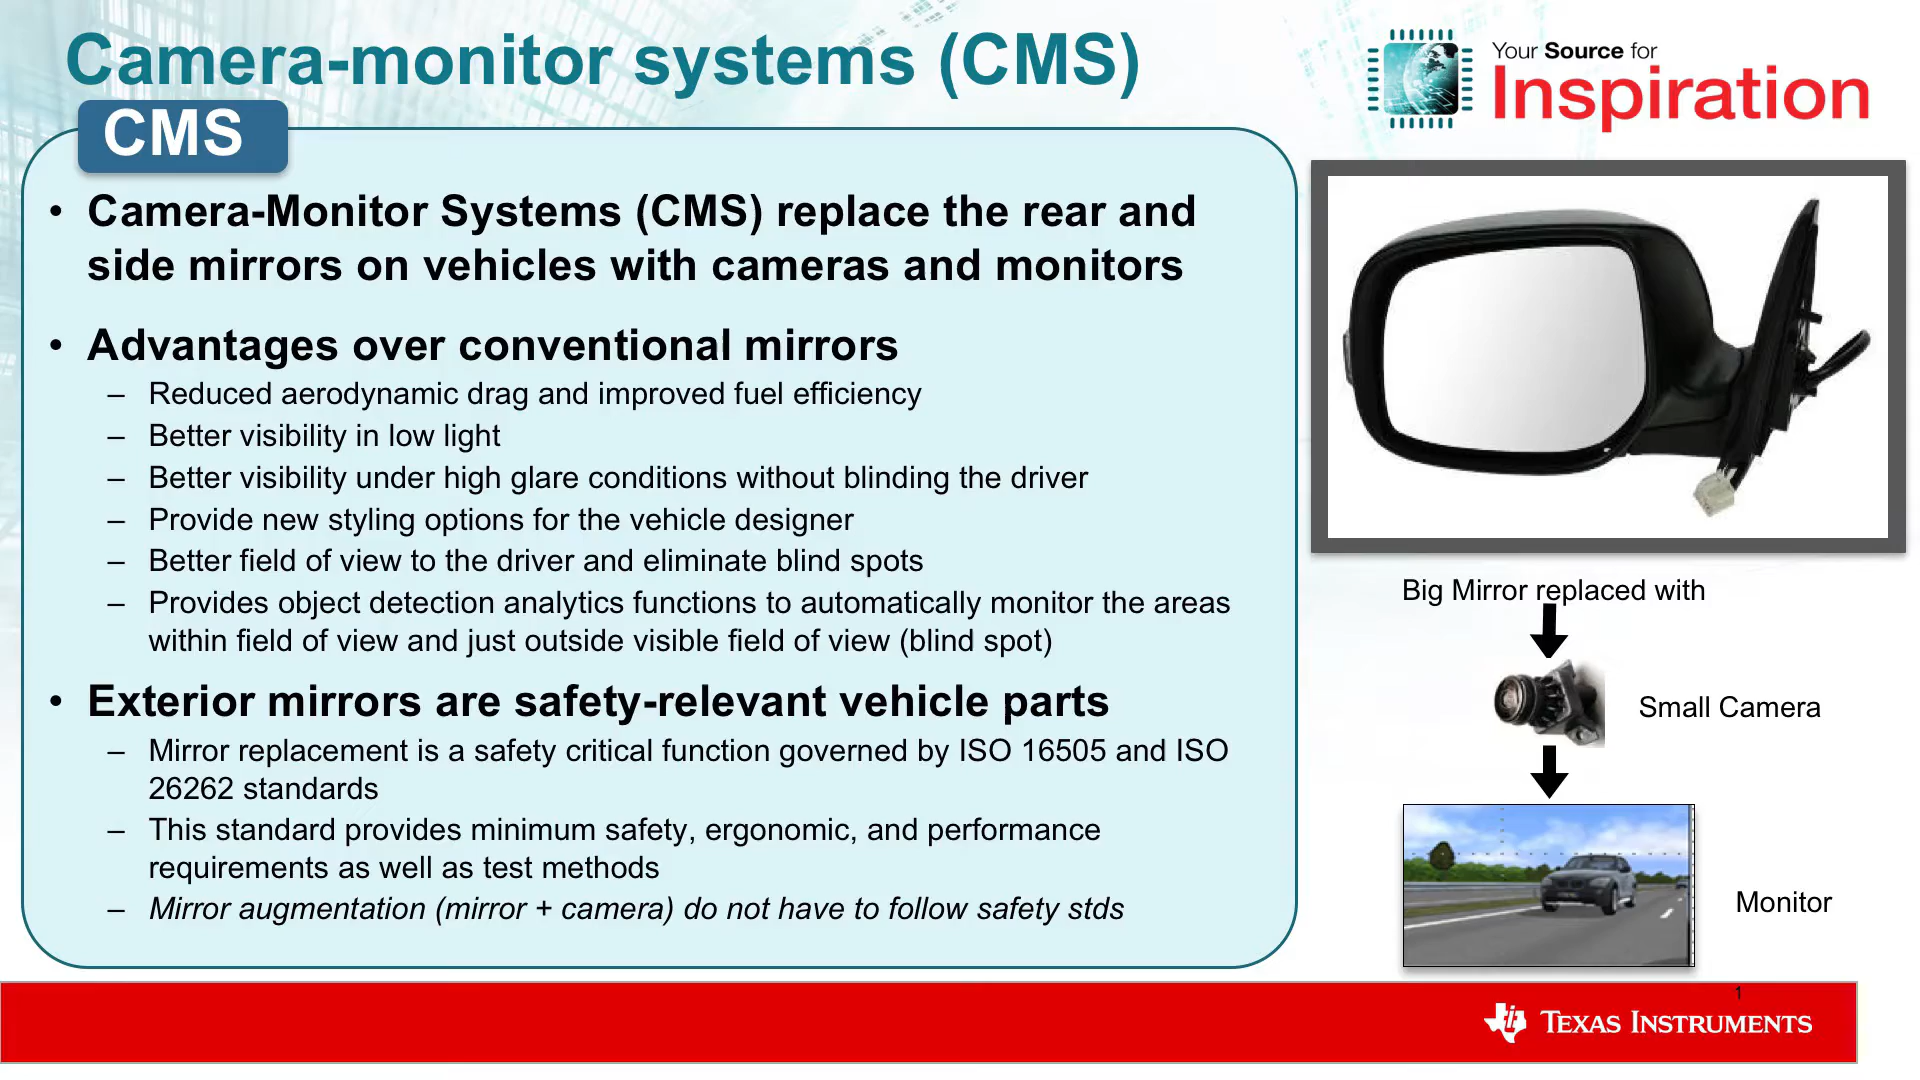 Camera-monitor systems (CMS)
Your Source for
Inspiration
CMS
• Camera-Monitor Systems (CMS) replace the rear and
side mirrors on vehicles with cameras and monitors
• Advantages over conventional mirrors
– Reduced aerodynamic drag and improved fuel efficiency
– Better visibility in low light
– Better visibility under high glare conditions without blinding the driver
– Provide new styling options for the vehicle designer
– Better field of view to the driver and eliminate blind spots
– Provides object detection analytics functions to automatically monitor the areas
within field of view and just outside visible field of view (blind spot)
• Exterior mirrors are safety-relevant vehicle parts
– Mirror replacement is a safety critical function governed by ISO 16505 and ISO
26262 standards
– This standard provides minimum safety, ergonomic, and performance
requirements as well as test methods
– Mirror augmentation (mirror + camera) do not have to follow safety stds
Big Mirror replaced with
Small Camera
Monitor
1
TEXAS INSTRUMENTS